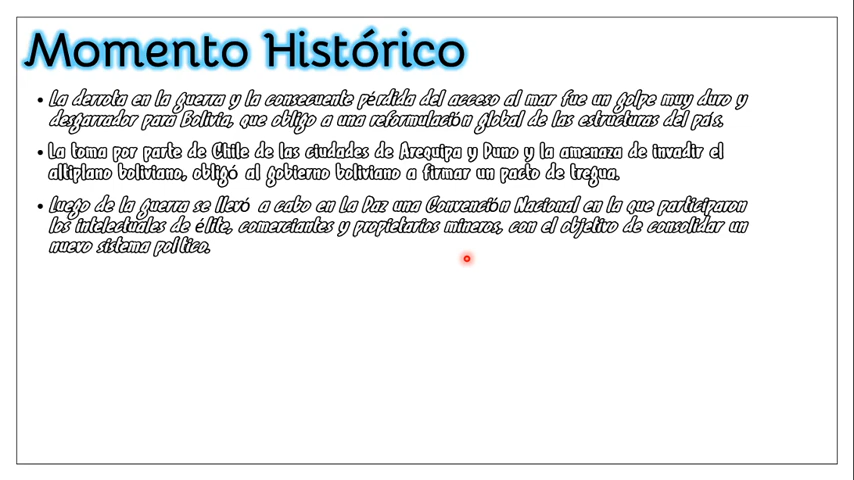 Momento Histórico
• La derrota en la guerra y la consecuente pérdida del acceso al mar fue un golpe muy duro y
desgarrador para Bolivia, que obligo a una reformulación global de las estructuras del país.
• La toma por parte de Chile de las ciudades de Arequipa y Puno y la amenaza de invadir el
altiplano boliviano, obligó al gobierno boliviano a firmar un pacto de tregua.
• Luego de la guerra se llevó a cabo en La Paz una Convención Nacional en la que participaron
los intelectuales de élite, comerciantes y propietarios mineros, con el objetivo de consolidar un
nuevo sistema político.